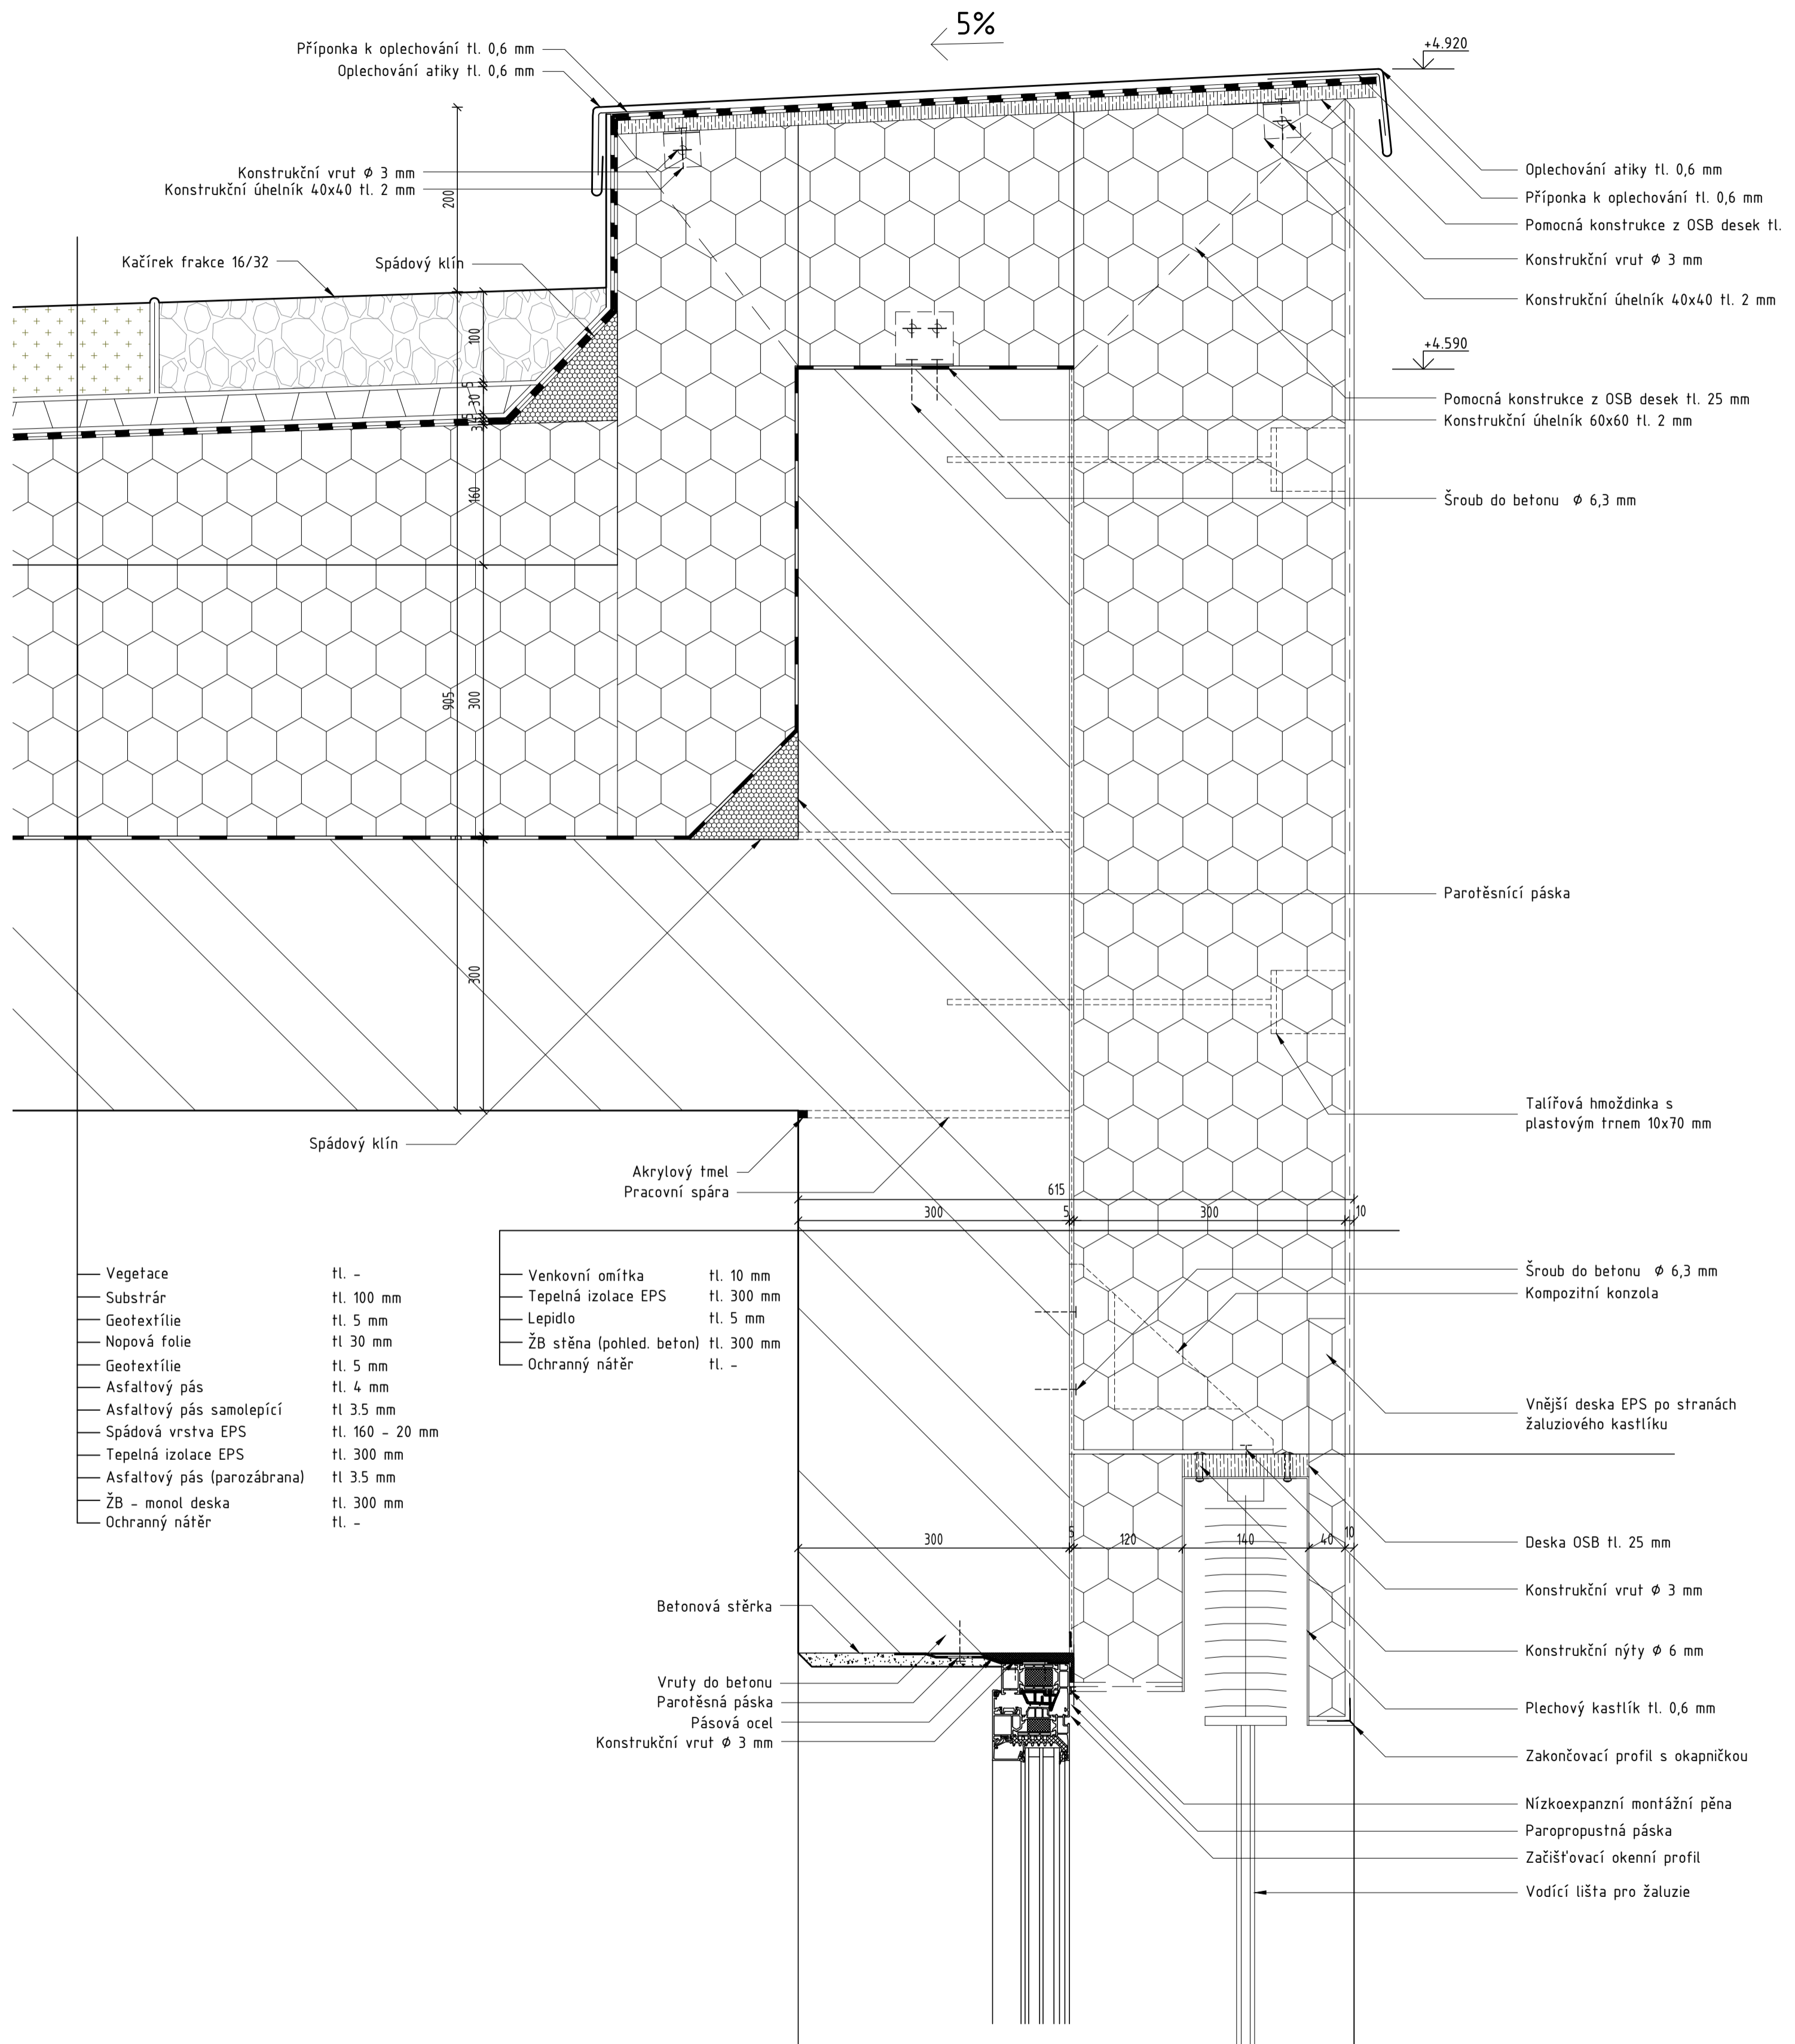 5%
+4.920
Příponka k oplechování tl. 0,6 mm
Oplechování atiky tl. 0,6 mm
Konstrukční vrut ϕ 3 mm
Konstrukční úhelník 40x40 tl. 2 mm
Kačírek frakce 16/32
Spádový klín
200
100
5
30
5
160
905
300
300
Oplechování atiky tl. 0,6 mm
Příponka k oplechování tl. 0,6 mm
Pomocná konstrukce z OSB desek tl.
Konstrukční vrut ϕ 3 mm
Konstrukční úhelník 40x40 tl. 2 mm
+4.590
Pomocná konstrukce z OSB desek tl. 25 mm
Konstrukční úhelník 60x60 tl. 2 mm
Šroub do betonu ϕ 6,3 mm
Parotěsnící páska
Talířová hmoždinka s
plastovým trnem 10x70 mm
Spádový klín
Akrylový tmel
Pracovní spára
615
300
5
300
10
Vegetace tl. -
Substrár tl. 100 mm
Geotextílie tl. 5 mm
Nopová folie tl 30 mm
Geotextílie tl. 5 mm
Asfaltový pás tl. 4 mm
Asfaltový pás samolepící tl 3.5 mm
Spádová vrstva EPS tl. 160 - 20 mm
Tepelná izolace EPS tl. 300 mm
Asfaltový pás (parozábrana) tl 3.5 mm
ŽB - monol deska tl. 300 mm
Ochranný nátěr tl. -
Venkovní omítka tl. 10 mm
Tepelná izolace EPS tl. 300 mm
Lepidlo tl. 5 mm
ŽB stěna (pohled. beton) tl. 300 mm
Ochranný nátěr tl. -
Šroub do betonu ϕ 6,3 mm
Kompozitní konzola
Vnější deska EPS po stranách
žaluziového kastlíku
300
5
120
140
40
10
Deska OSB tl. 25 mm
Konstrukční vrut ϕ 3 mm
Konstrukční nýty ϕ 6 mm
Plechový kastlík tl. 0,6 mm
Zakončovací profil s okapničkou
Betonová stěrka
Vruty do betonu
Parotěsná páska
Pásová ocel
Konstrukční vrut ϕ 3 mm
Nízkoexpanzní montážní pěna
Paropropustná páska
Začišťovací okenní profil
Vodící lišta pro žaluzie